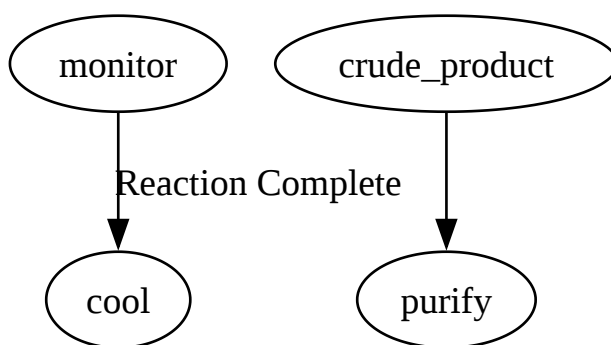 monitor
crude_product
Reaction Complete
cool
purify